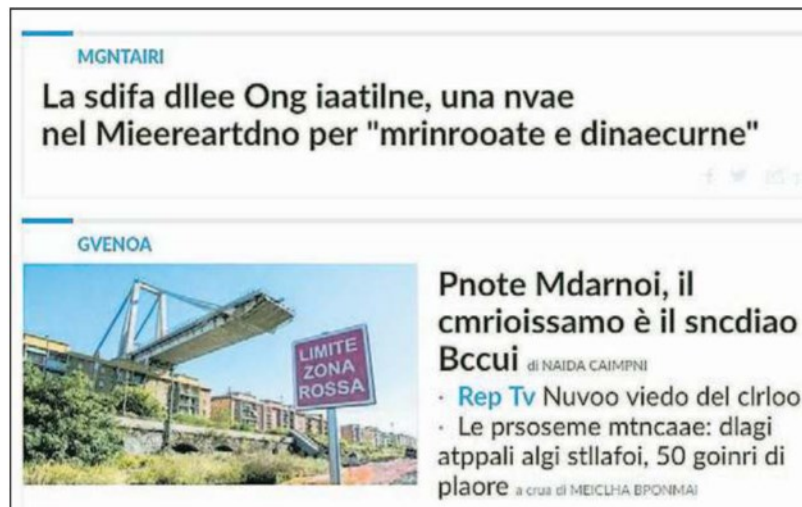 MGNTAIRI
La sdifa dllee Ong iaatilne, una nvae
nel Mieereartdno per "mrinrooate e dinaecurne"
GVENOA
LIMITE
ZONA
ROSSA
Pnote Mdarnoi, il
cmrioissamo è il sncdiao
Bccui di NAIDA CAIMPNI
· Rep Tv Nuvoo viedo del clrloo
· Le prsoseme mtncaae: dlagi
atppali algi stllafoi, 50 goinri di
plaore a crua di MEICLHA BPONMAI